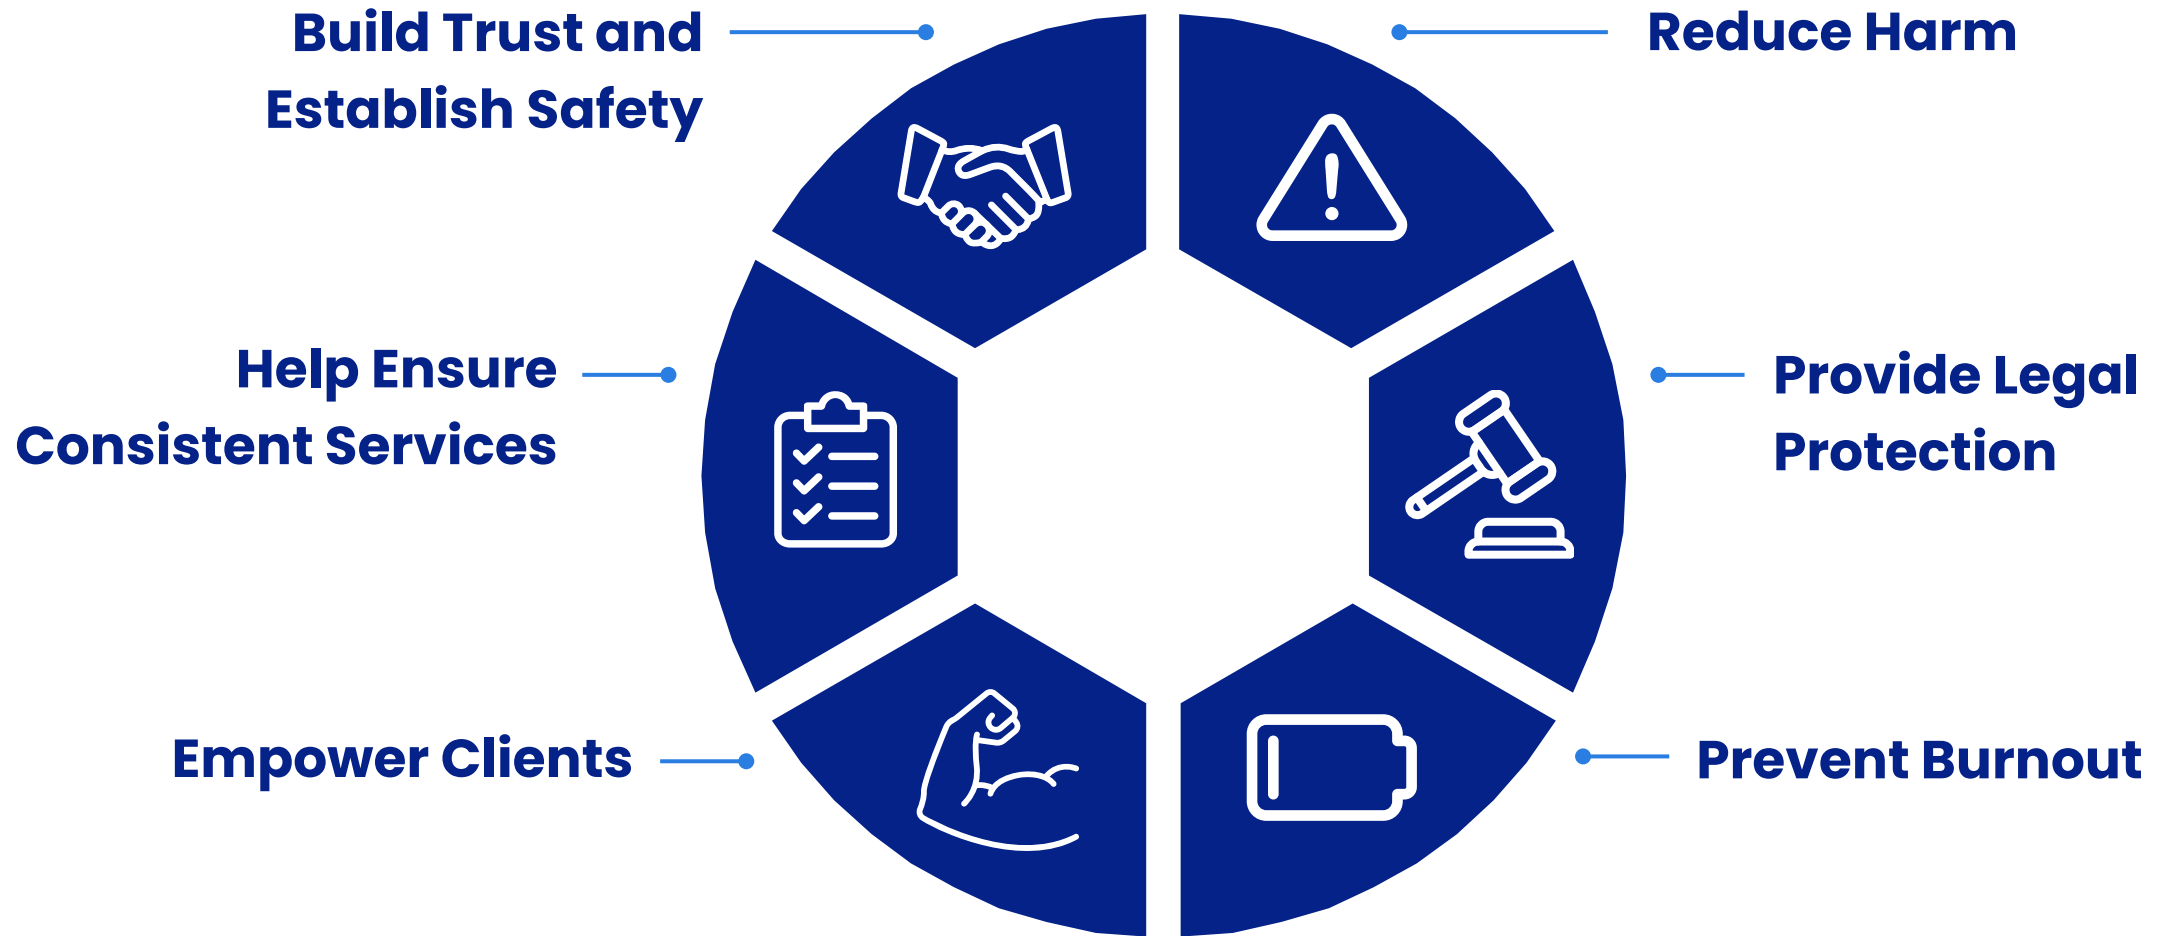 Build Trust and
Establish Safety
Reduce Harm
Help Ensure
Consistent Services
Provide Legal
Protection
Empower Clients
Prevent Burnout